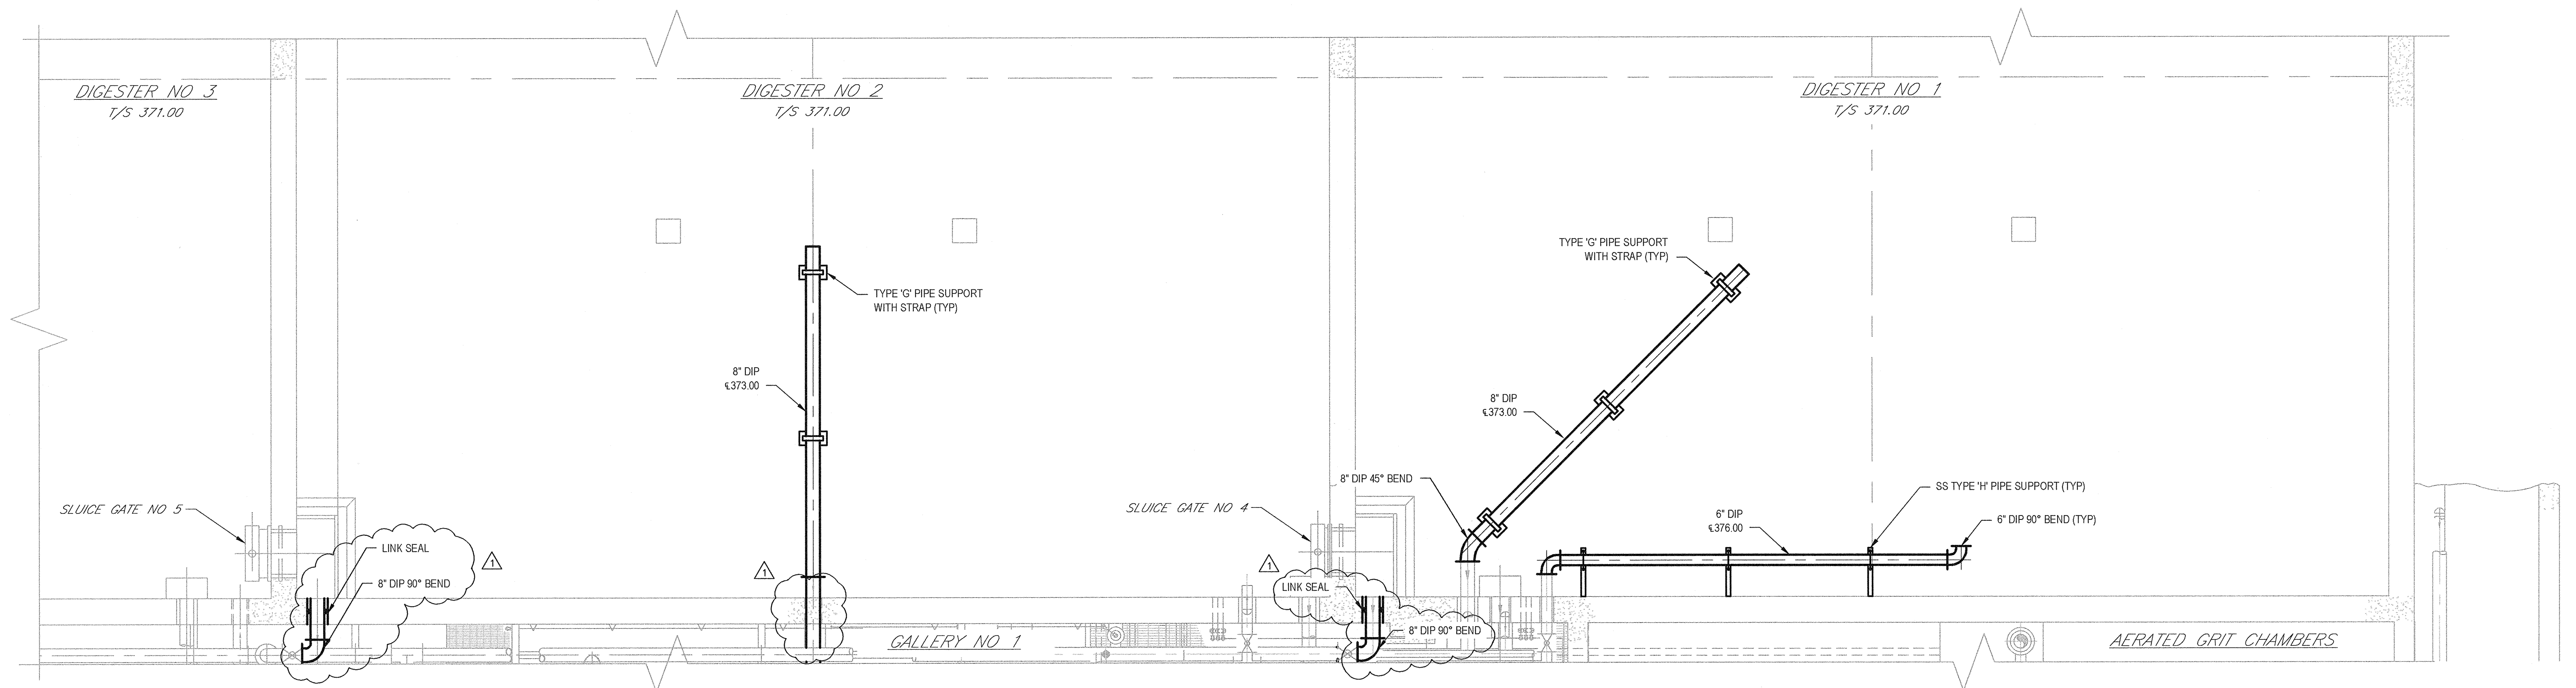 DIGESTER NO 3
T/S 371.00
DIGESTER NO 2
T/S 371.00
DIGESTER NO 1
T/S 371.00
TYPE 'G' PIPE SUPPORT
WITH STRAP (TYP)
TYPE 'G' PIPE SUPPORT
WITH STRAP (TYP)
8" DIP
℄373.00
8" DIP
℄373.00
8" DIP 45° BEND
SS TYPE 'H' PIPE SUPPORT (TYP)
6" DIP
℄376.00
6" DIP 90° BEND (TYP)
SLUICE GATE NO 5
SLUICE GATE NO 4
LINK SEAL
1
8" DIP 90° BEND
1
1
LINK SEAL
8" DIP 90° BEND
GALLERY NO 1
AERATED GRIT CHAMBERS